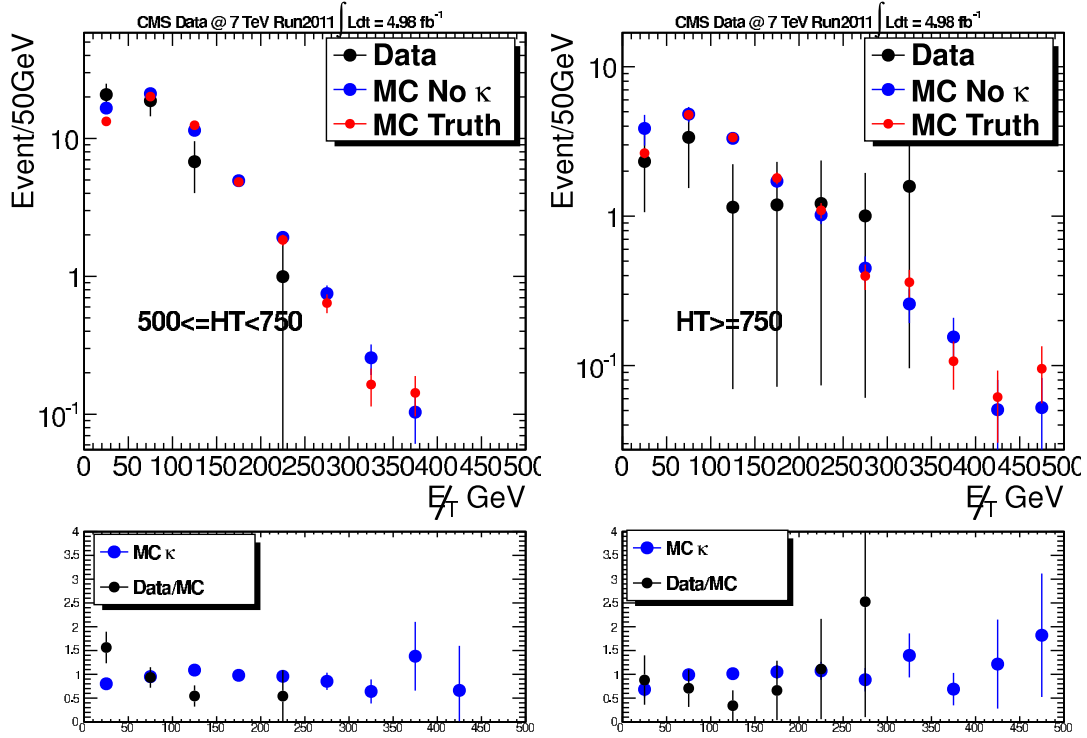 CMS Data @ 7 TeV Run2011 ∫ Ldt = 4.98 fb⁻¹
Event/50GeV
Data
MC No κ
MC Truth
10
1
10⁻¹
500<=HT<750
0 50 100 150 200 250 300 350 400 450 500
E̸T GeV
CMS Data @ 7 TeV Run2011 ∫ Ldt = 4.98 fb⁻¹
Event/50GeV
Data
MC No κ
MC Truth
10
1
10⁻¹
HT>=750
0 50 100 150 200 250 300 350 400 450 500
E̸T GeV
MC κ
Data/MC
4
3.5
3
2.5
2
1.5
1
0.5
0
0 50 100 150 200 250 300 350 400 450 500
MC κ
Data/MC
4
3.5
3
2.5
2
1.5
1
0.5
0
0 50 100 150 200 250 300 350 400 450 500